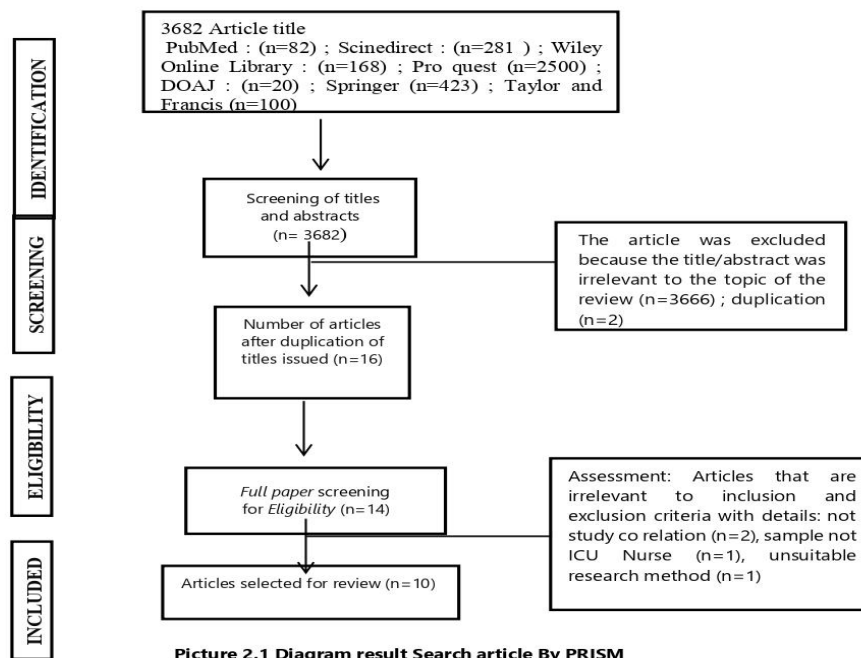 3682 Article title
PubMed : (n=82) ; Scinedirect : (n=281 ) ; Wiley
Online Library : (n=168) ; Pro quest (n=2500) ;
DOAJ : (n=20) ; Springer (n=423) ; Taylor and
Francis (n=100)
IDENTIFICATION
Screening of titles
and abstracts
(n= 3682)
SCREENING
The article was excluded
because the title/abstract was
irrelevant to the topic of the
review (n=3666) ; duplication
(n=2)
Number of articles
after duplication of
titles issued (n=16)
ELIGIBILITY
Full paper screening
for Eligibility (n=14)
Assessment: Articles that are
irrelevant to inclusion and
exclusion criteria with details: not
study co relation (n=2), sample not
ICU Nurse (n=1), unsuitable
research method (n=1)
INCLUDED
Articles selected for review (n=10)
Picture 2.1 Diagram result Search article By PRISM